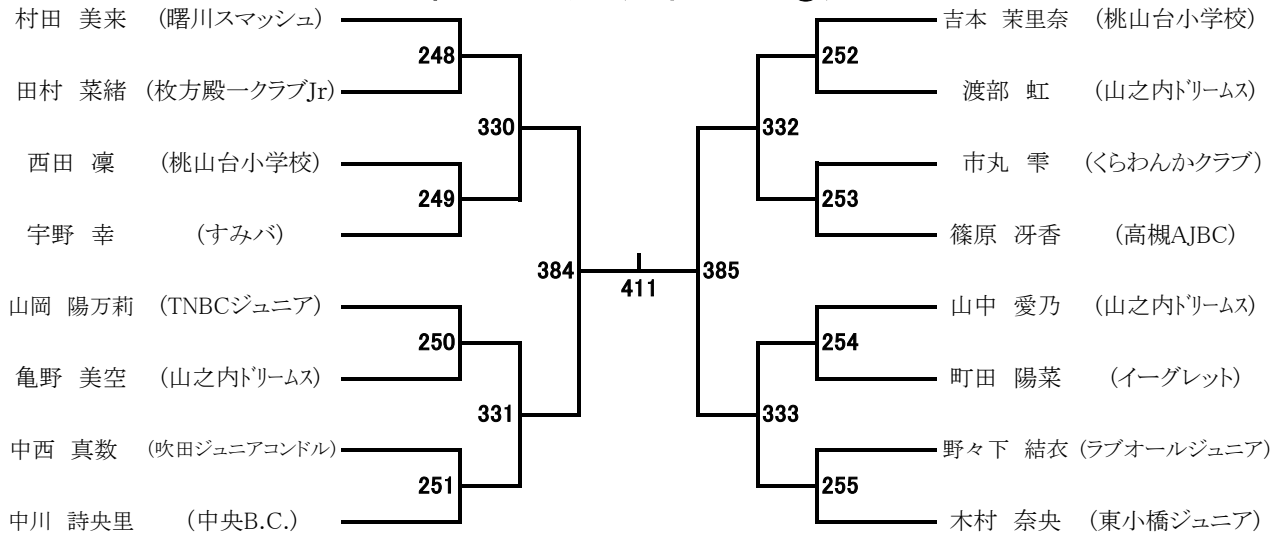 村田 美来 (曙川スマッシュ)
248
田村 菜緒 (枚方殿一クラブJr)
330
西田 凜 (桃山台小学校)
249
宇野 幸 (すみバ)
384
山岡 陽万莉 (TNBCジュニア)
250
亀野 美空 (山之内ドリームス)
331
中西 真数 (吹田ジュニアコンドル)
251
中川 詩央里 (中央B.C.)
411
吉本 茉里奈 (桃山台小学校)
252
渡部 虹 (山之内ドリームス)
332
市丸 雫 (くらわんかクラブ)
253
篠原 冴香 (高槻AJBC)
385
山中 愛乃 (山之内ドリームス)
254
町田 陽菜 (イーグレット)
333
野々下 結衣 (ラブオールジュニア)
255
木村 奈央 (東小橋ジュニア)